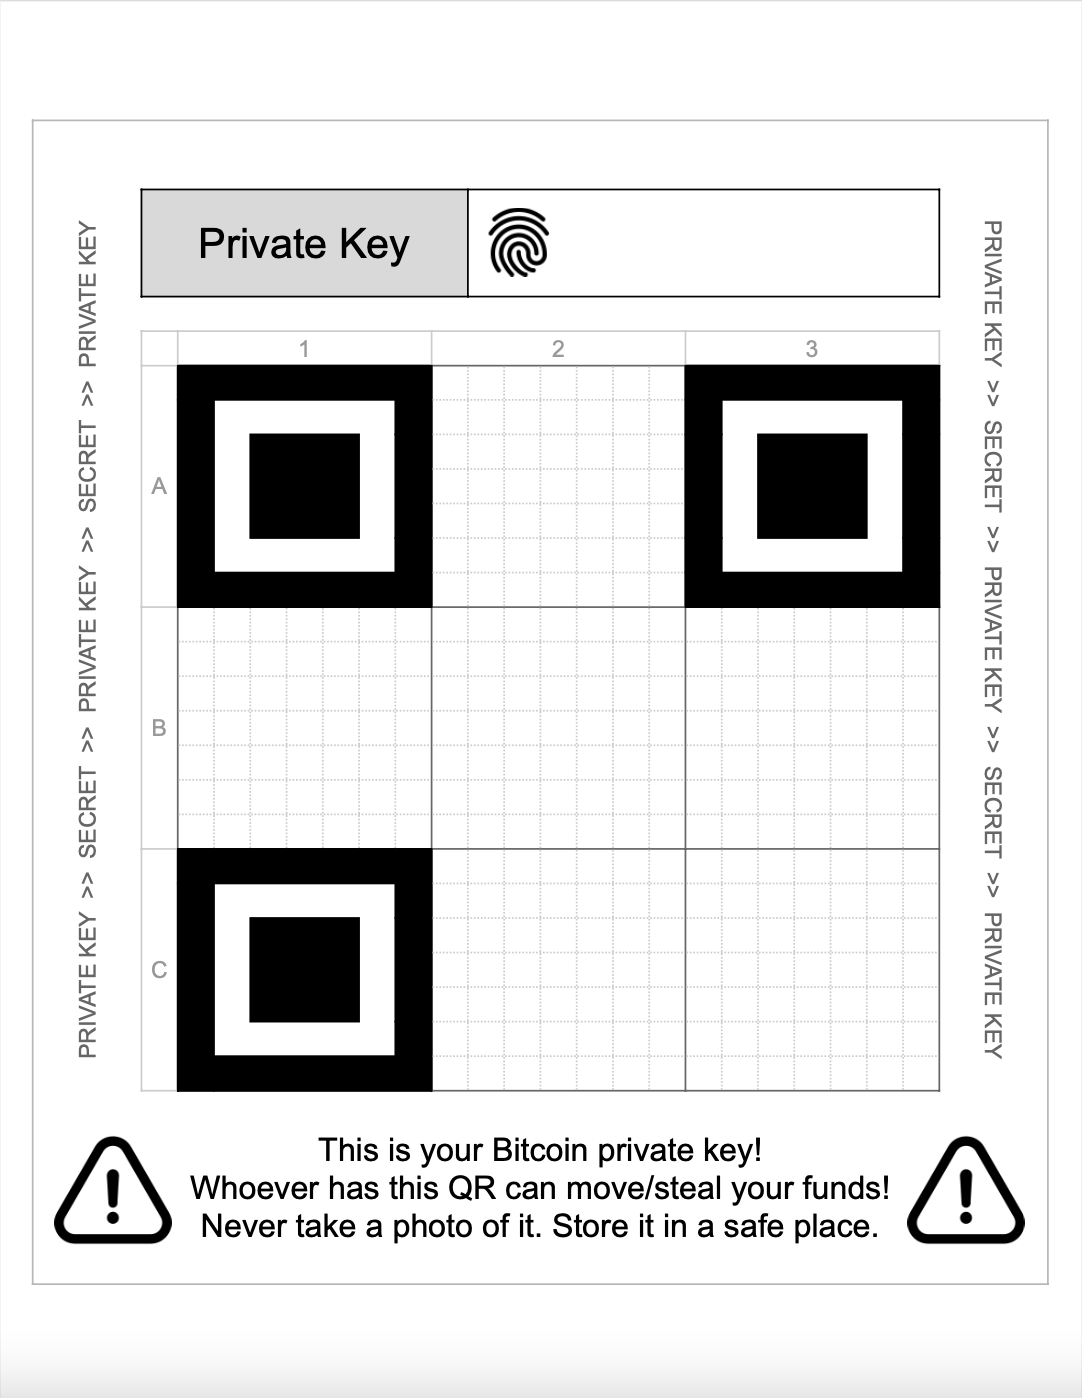 Private Key
1 2 3
A
B
C
PRIVATE KEY >> SECRET >> PRIVATE KEY >> SECRET >> PRIVATE KEY
PRIVATE KEY >> SECRET >> PRIVATE KEY >> SECRET >> PRIVATE KEY
This is your Bitcoin private key!
Whoever has this QR can move/steal your funds!
Never take a photo of it. Store it in a safe place.